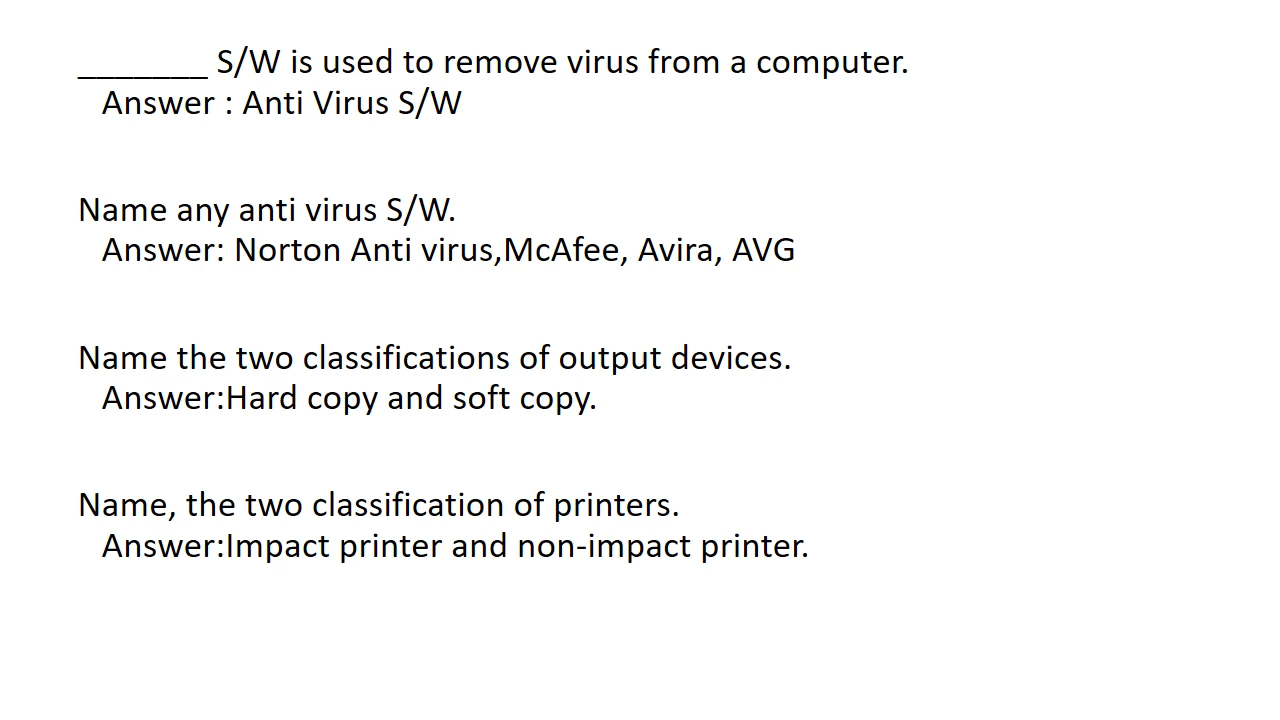 _______ S/W is used to remove virus from a computer.
Answer : Anti Virus S/W
Name any anti virus S/W.
Answer: Norton Anti virus,McAfee, Avira, AVG
Name the two classifications of output devices.
Answer:Hard copy and soft copy.
Name, the two classification of printers.
Answer:Impact printer and non-impact printer.